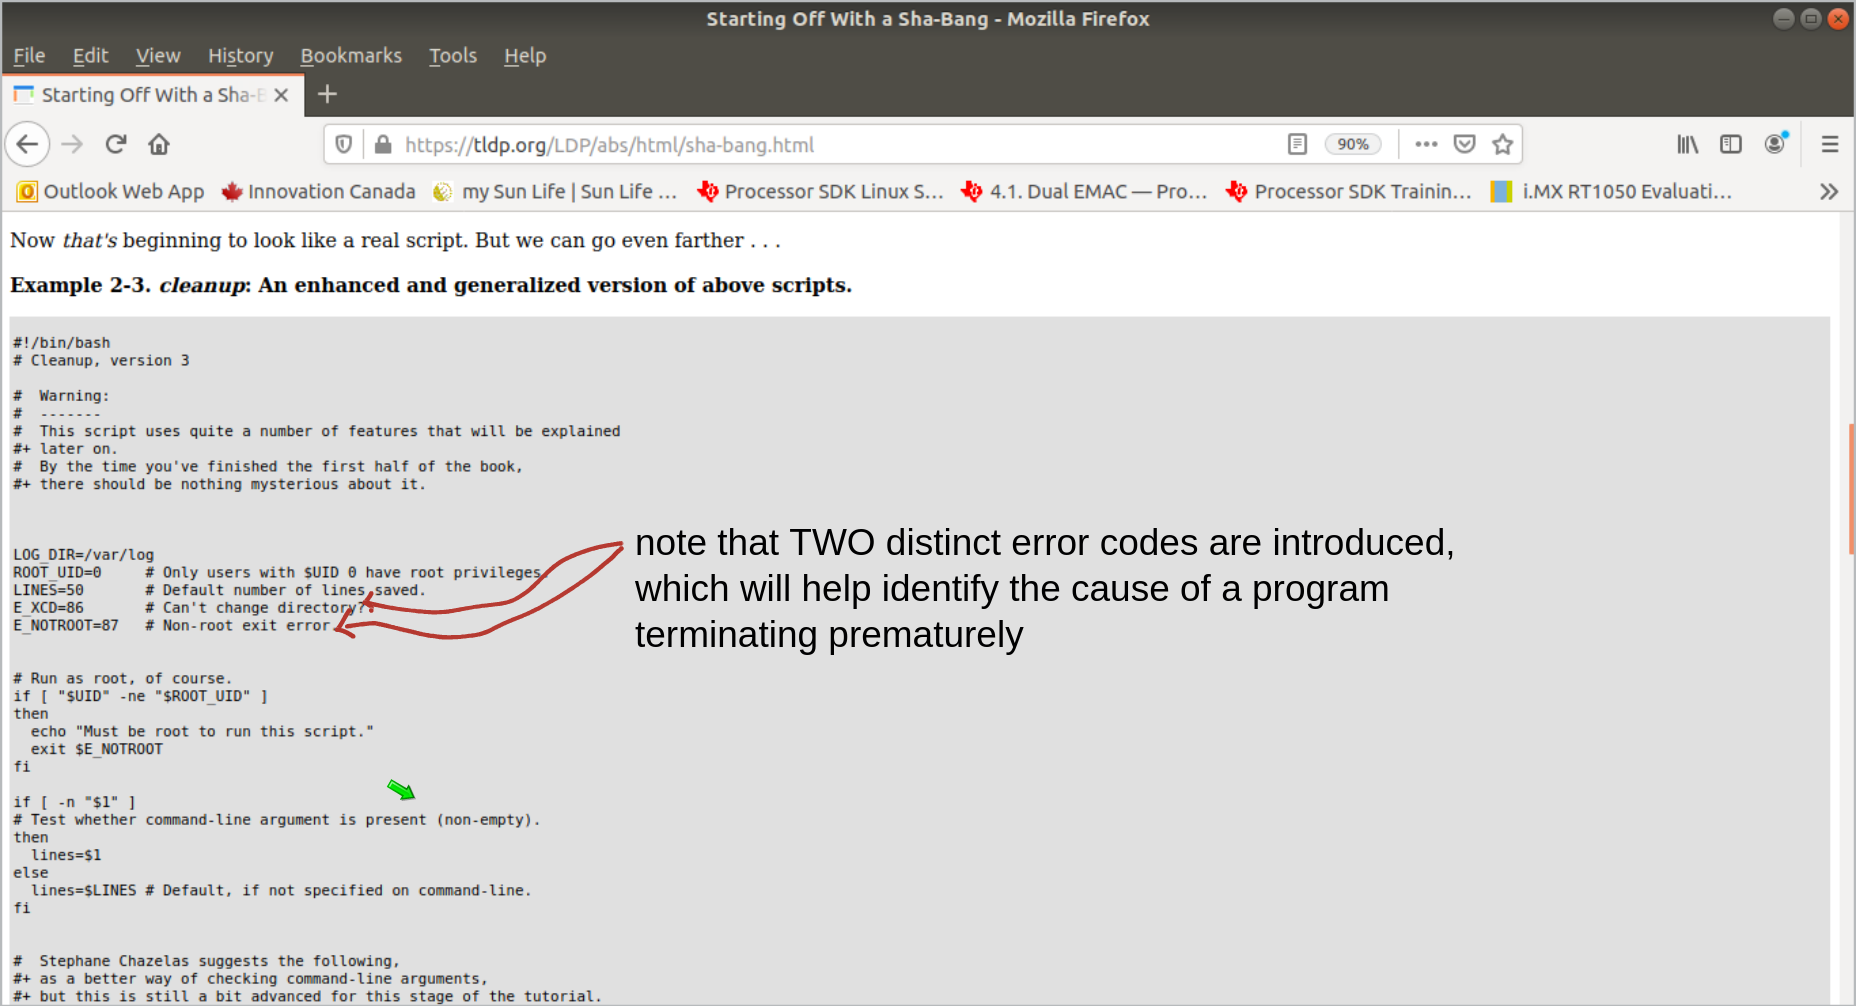 Starting Off With a Sha-Bang - Mozilla Firefox
File Edit View History Bookmarks Tools Help
Starting Off With a Sha-B
https://tldp.org/LDP/abs/html/sha-bang.html 90%
Outlook Web App Innovation Canada my Sun Life | Sun Life ... Processor SDK Linux S... 4.1. Dual EMAC — Pro... Processor SDK Trainin... i.MX RT1050 Evaluati...
Now that's beginning to look like a real script. But we can go even farther . . .
Example 2-3. cleanup: An enhanced and generalized version of above scripts.
#!/bin/bash
# Cleanup, version 3
#  Warning:
#  -------
#  This script uses quite a number of features that will be explained
#+ later on.
#  By the time you've finished the first half of the book,
#+ there should be nothing mysterious about it.
LOG_DIR=/var/log
ROOT_UID=0     # Only users with $UID 0 have root privileges.
LINES=50       # Default number of lines saved.
E_XCD=86       # Can't change directory?
E_NOTROOT=87   # Non-root exit error.
note that TWO distinct error codes are introduced,
which will help identify the cause of a program
terminating prematurely
# Run as root, of course.
if [ "$UID" -ne "$ROOT_UID" ]
then
  echo "Must be root to run this script."
  exit $E_NOTROOT
fi
if [ -n "$1" ]
# Test whether command-line argument is present (non-empty).
then
  lines=$1
else
  lines=$LINES # Default, if not specified on command-line.
fi
#  Stephane Chazelas suggests the following,
#+ as a better way of checking command-line arguments,
#+ but this is still a bit advanced for this stage of the tutorial.